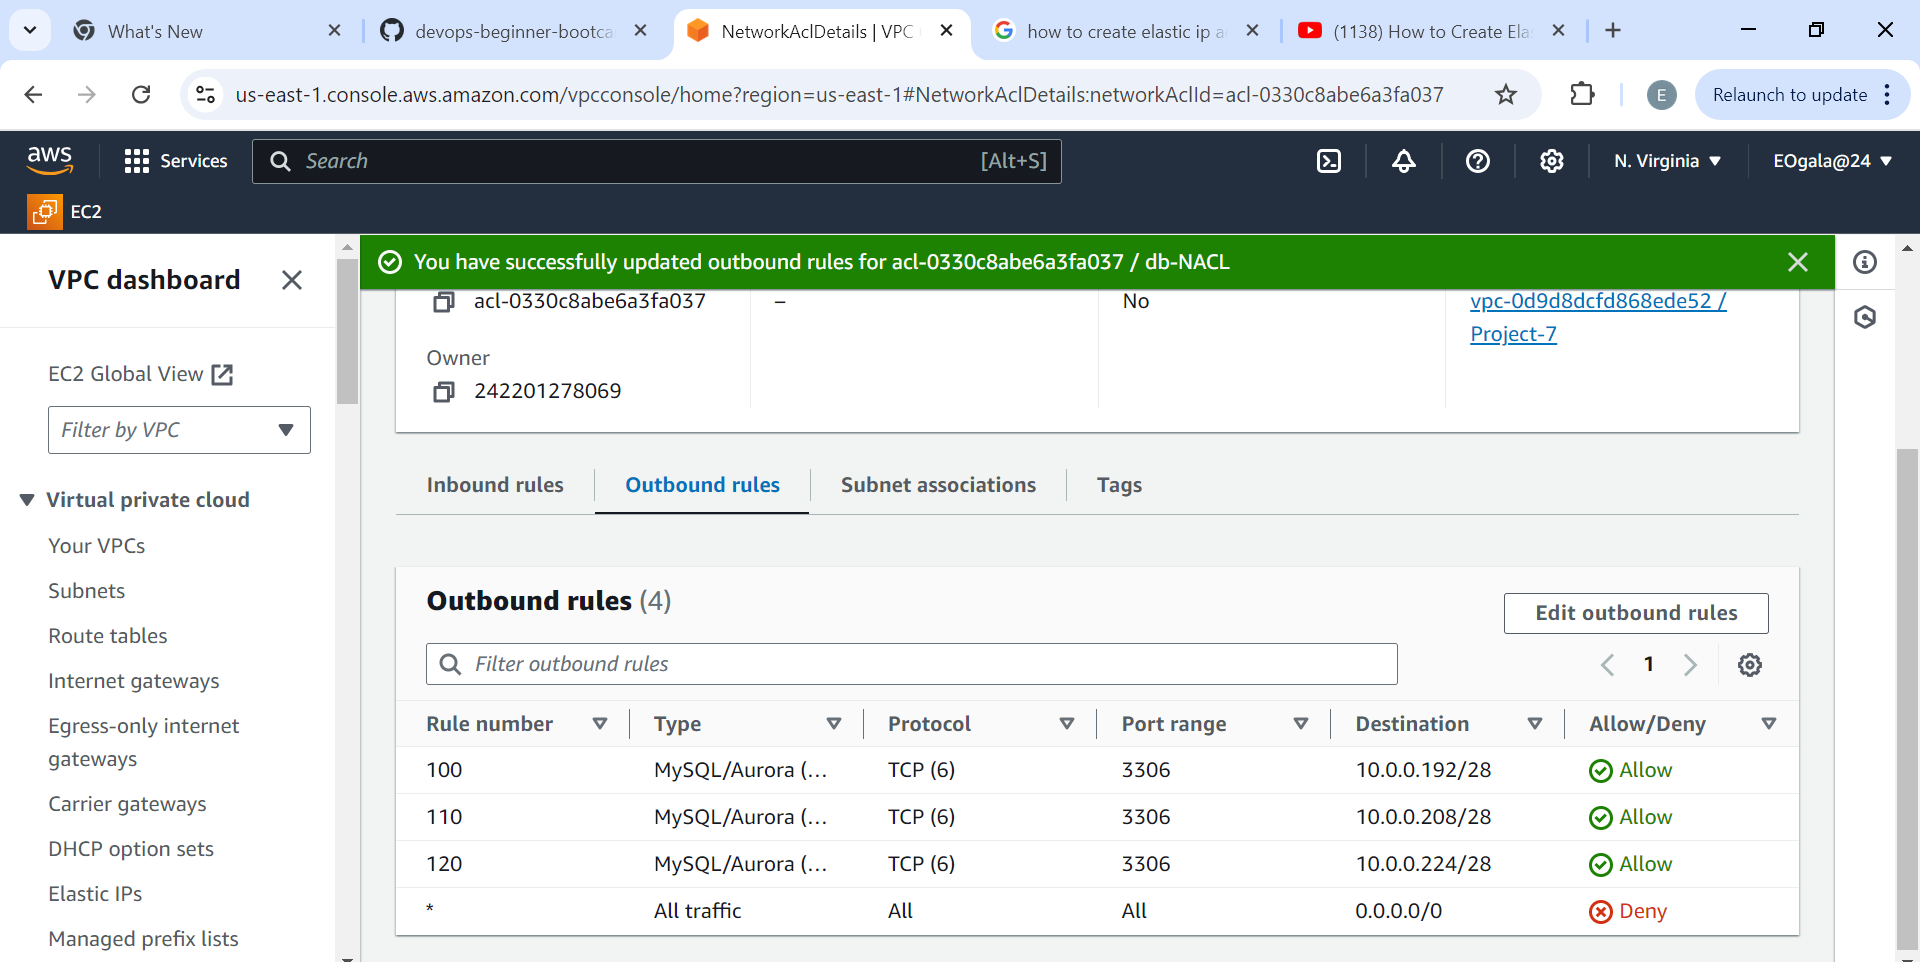 What's New
devops-beginner-bootca
NetworkAclDetails | VPC
how to create elastic ip a
(1138) How to Create Ela
us-east-1.console.aws.amazon.com/vpcconsole/home?region=us-east-1#NetworkAclDetails:networkAclId=acl-0330c8abe6a3fa037
E
Relaunch to update
aws
Services
Search
[Alt+S]
N. Virginia
EOgala@24
EC2
VPC dashboard
EC2 Global View
Filter by VPC
Virtual private cloud
Your VPCs
Subnets
Route tables
Internet gateways
Egress-only internet
gateways
Carrier gateways
DHCP option sets
Elastic IPs
Managed prefix lists
You have successfully updated outbound rules for acl-0330c8abe6a3fa037 / db-NACL
acl-0330c8abe6a3fa037
–
No
vpc-0d9d8dcfd868ede52 /
Project-7
Owner
242201278069
Inbound rules
Outbound rules
Subnet associations
Tags
Outbound rules (4)
Edit outbound rules
Filter outbound rules
1
Rule number Type Protocol Port range Destination Allow/Deny
100 MySQL/Aurora (... TCP (6) 3306 10.0.0.192/28 Allow
110 MySQL/Aurora (... TCP (6) 3306 10.0.0.208/28 Allow
120 MySQL/Aurora (... TCP (6) 3306 10.0.0.224/28 Allow
* All traffic All All 0.0.0.0/0 Deny